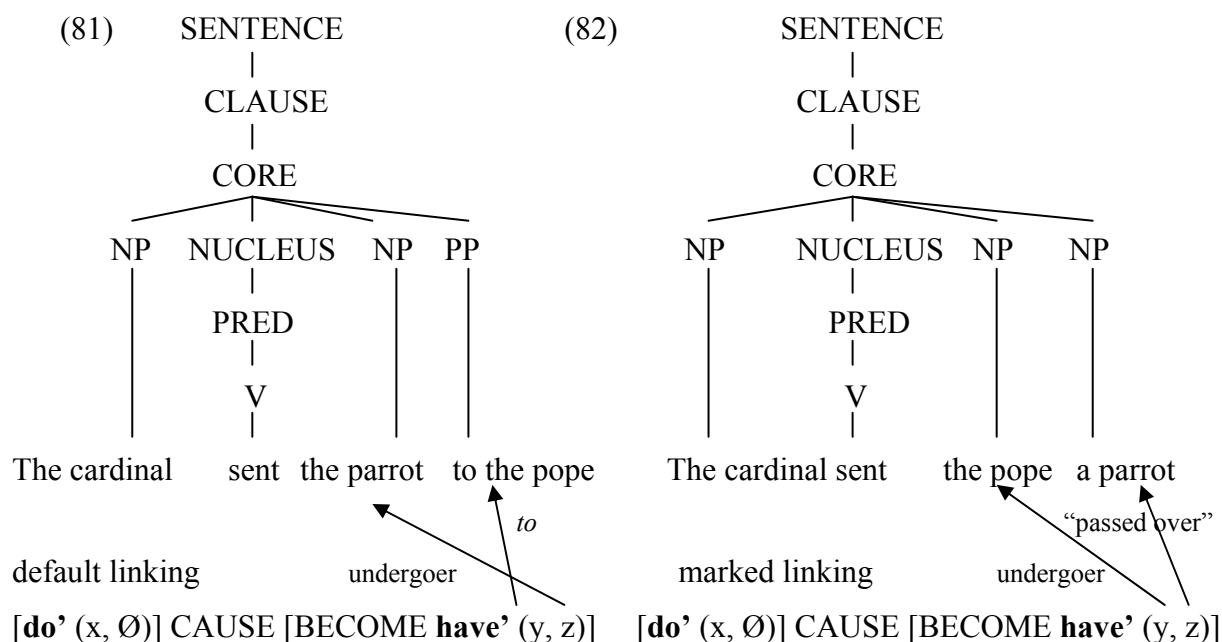 (81) SENTENCE (82) SENTENCE
CLAUSE CLAUSE
CORE CORE
NP NUCLEUS NP PP NP NUCLEUS NP NP
PRED PRED
V V
The cardinal sent the parrot to the pope The cardinal sent the pope a parrot
to “passed over”
default linking undergoer marked linking undergoer
[do’ (x, Ø)] CAUSE [BECOME have’ (y, z)] [do’ (x, Ø)] CAUSE [BECOME have’ (y, z)]